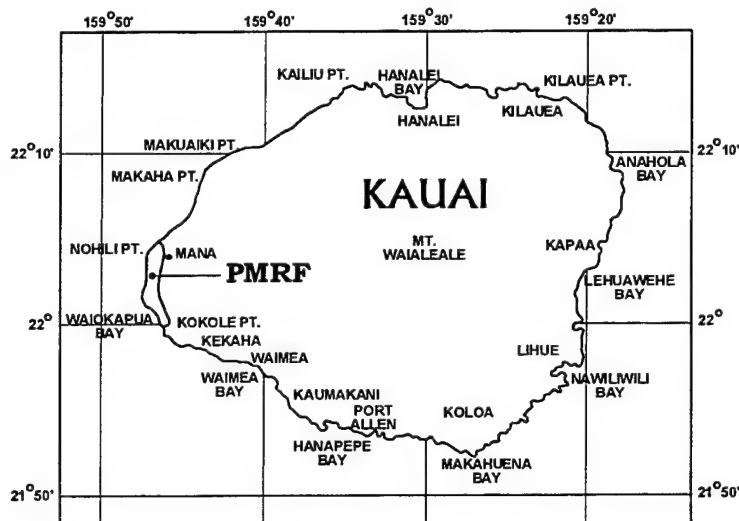 159°50' 159°40' 159°30' 159°20'
KAILIU PT.
HANALEI
BAY
KILAUEA PT.
HANALEI
KILAUEA
MAKUAIKI PT.
22°10'
22°10'
MAKAHA PT.
ANAHOLA
BAY
KAUAI
MT.
WAIALEALE
NOHILI PT.
MANA
KAPAA
PMRF
LEHUAWEHE
BAY
WAIOKAPUA
BAY
KOKOLE PT.
22°
22°
KEKAHA
WAIMEA
LIHUE
WAIMEA
BAY
NAWILIWILI
BAY
KAUMAKANI
PORT
ALLEN
KOLOA
HANAPEPE
BAY
MAKAHUENA
BAY
21°50'
21°50'